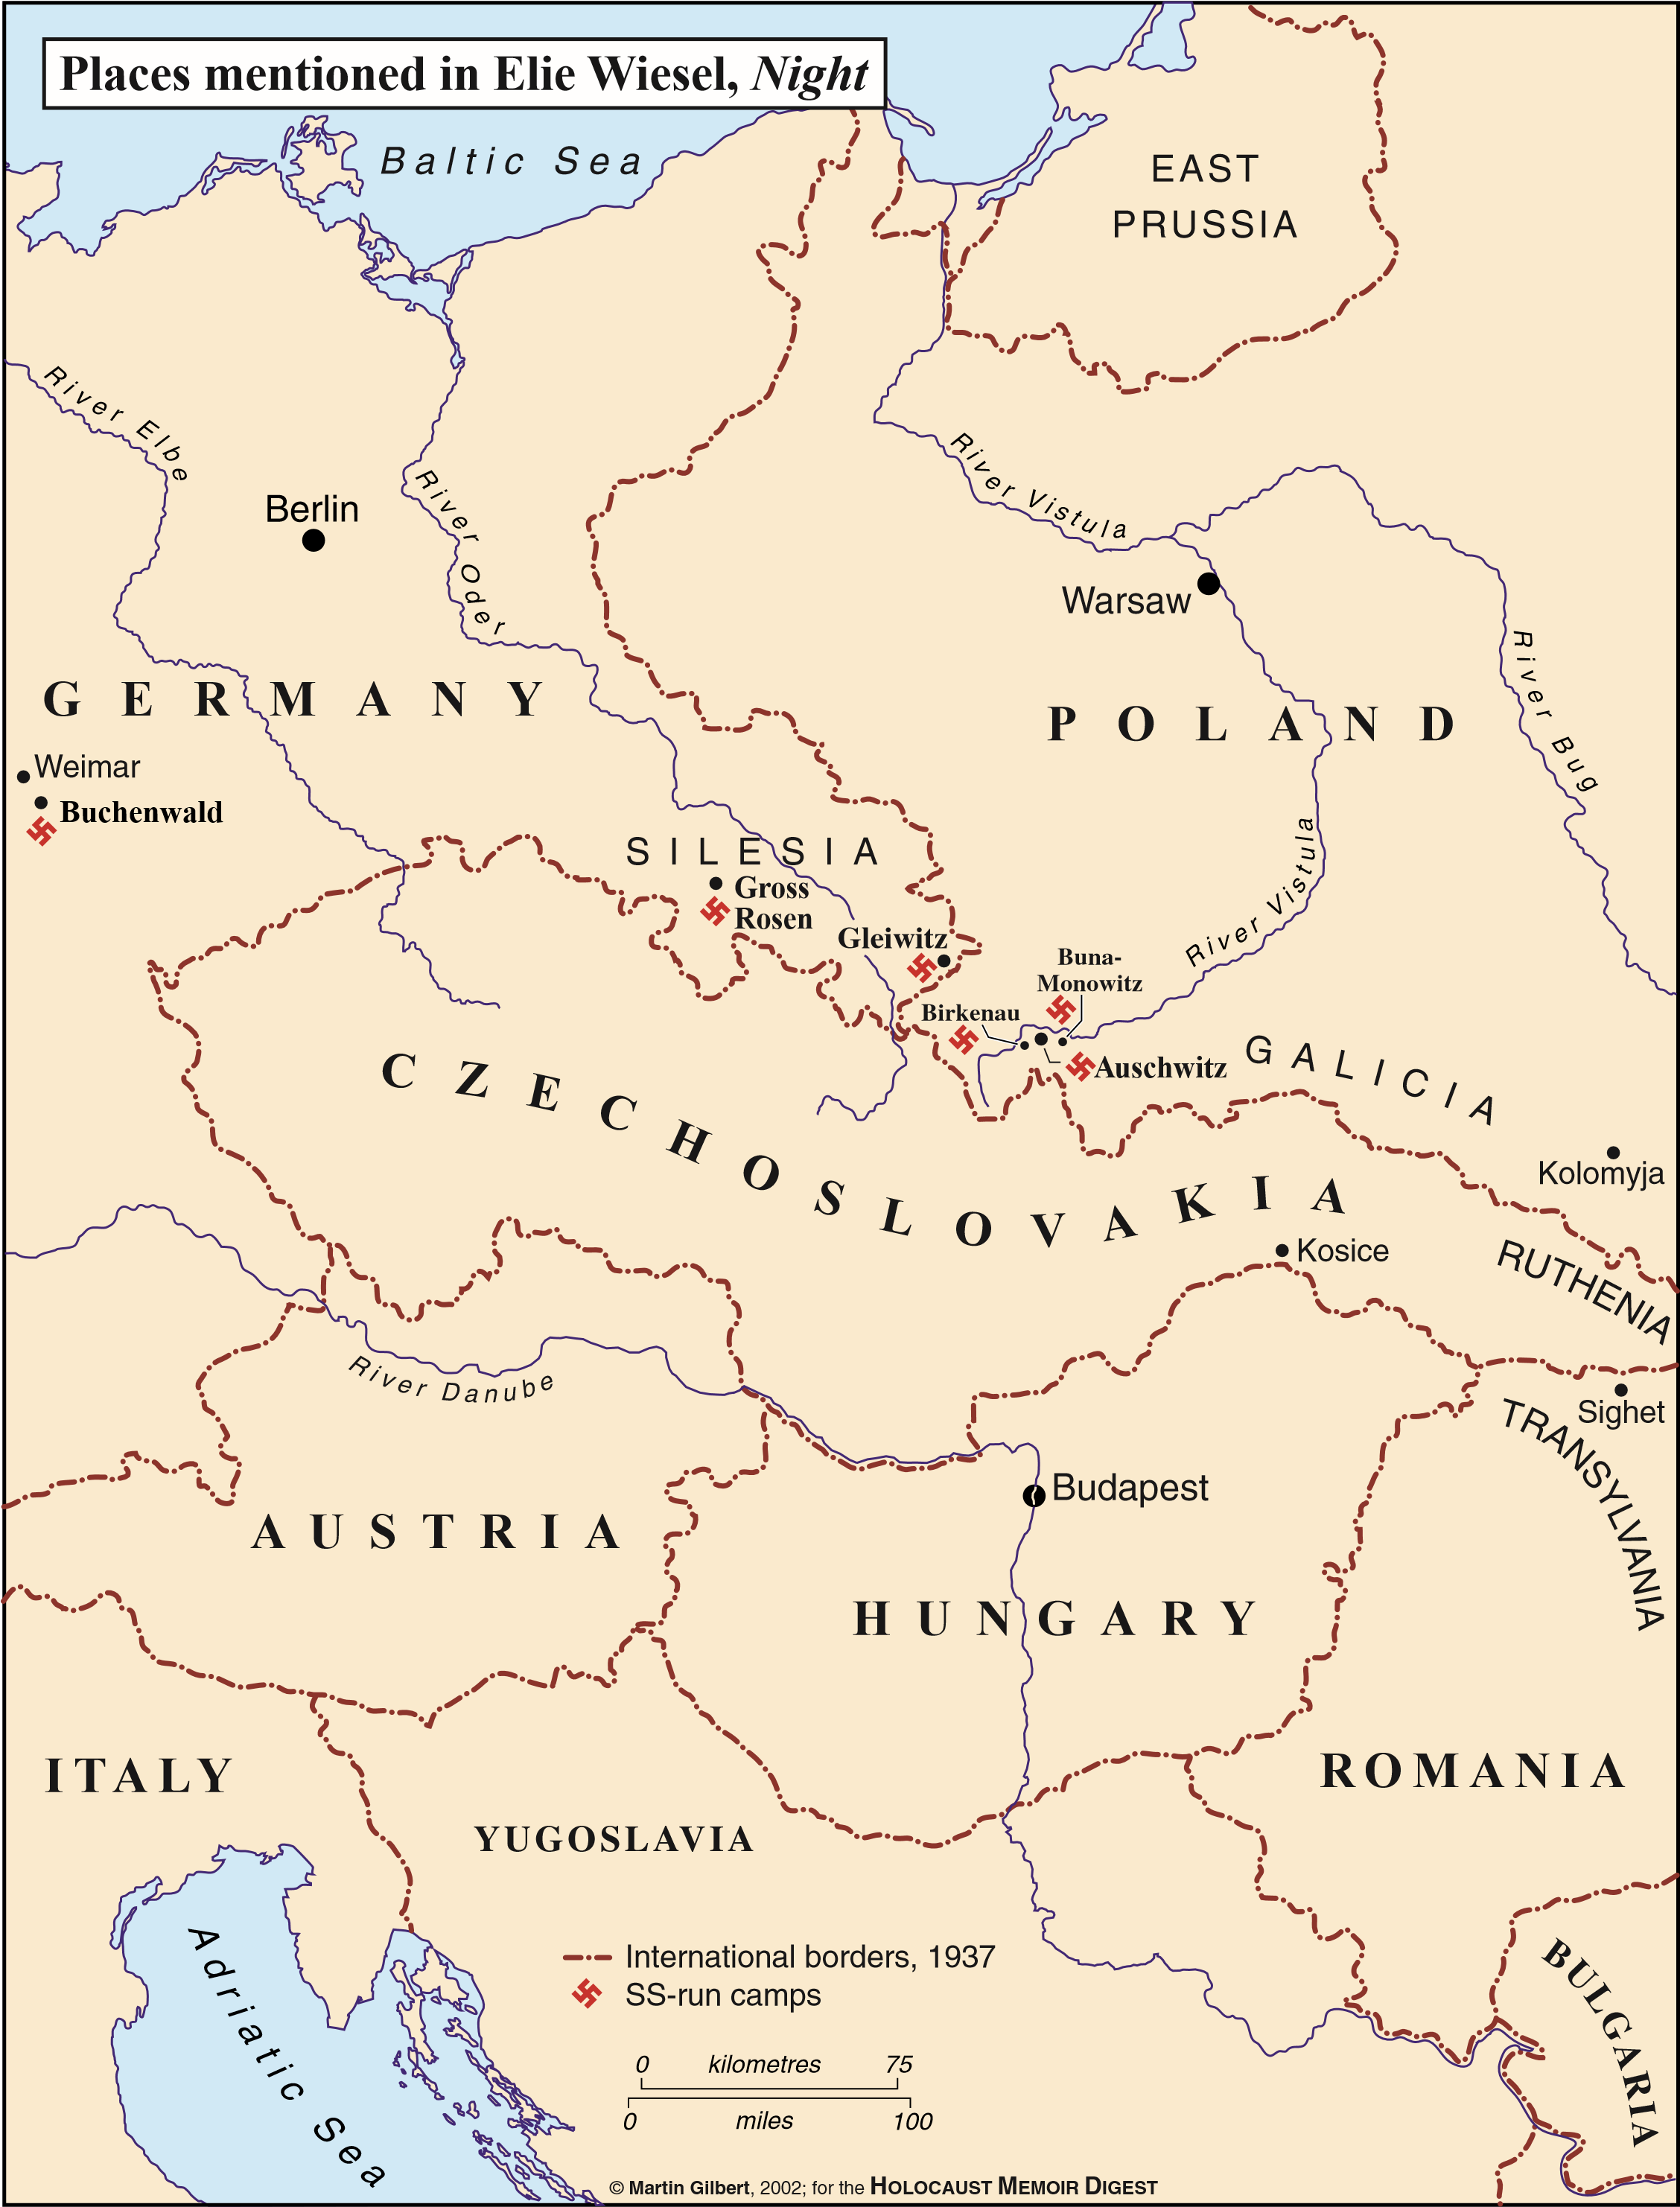 Places mentioned in Elie Wiesel, Night
Baltic Sea
EAST
PRUSSIA
River Elbe
River Oder
River Vistula
Berlin
Warsaw
River Bug
GERMANY
POLAND
Weimar
Buchenwald
SILESIA
Gross
Rosen
River Vistula
Gleiwitz
Buna-
Monowitz
Birkenau
Auschwitz
GALICIA
CZECHOSLOVAKIA
Kolomyja
Kosice
RUTHENIA
River Danube
Sighet
TRANSYLVANIA
Budapest
AUSTRIA
HUNGARY
ITALY
ROMANIA
YUGOSLAVIA
Adriatic Sea
BULGARIA
International borders, 1937
SS-run camps
0 kilometres 75
0 miles 100
© Martin Gilbert, 2002; for the HOLOCAUST MEMOIR DIGEST